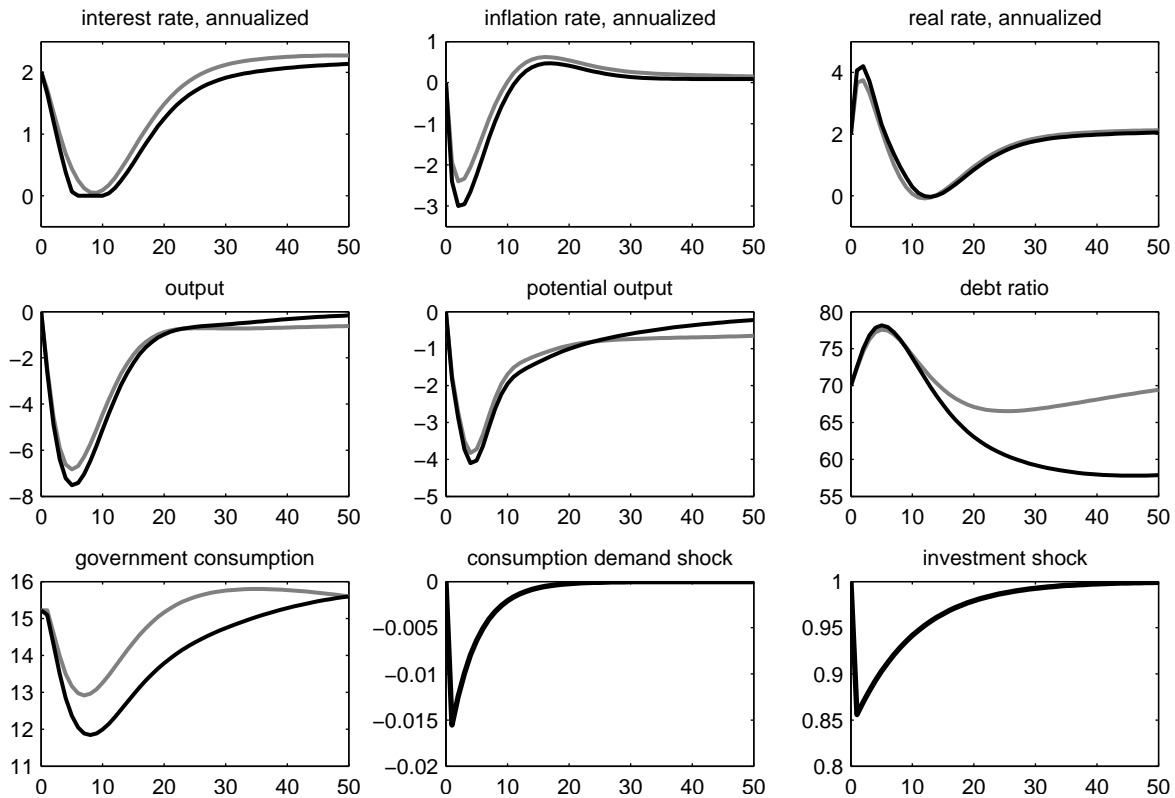 interest rate, annualized
2
1
0
0 10 20 30 40 50
inflation rate, annualized
1
0
−1
−2
−3
0 10 20 30 40 50
real rate, annualized
4
2
0
0 10 20 30 40 50
output
0
−2
−4
−6
−8
0 10 20 30 40 50
potential output
0
−1
−2
−3
−4
−5
0 10 20 30 40 50
debt ratio
80
75
70
65
60
55
0 10 20 30 40 50
government consumption
16
15
14
13
12
11
0 10 20 30 40 50
consumption demand shock
0
−0.005
−0.01
−0.015
−0.02
0 10 20 30 40 50
investment shock
1
0.95
0.9
0.85
0.8
0 10 20 30 40 50